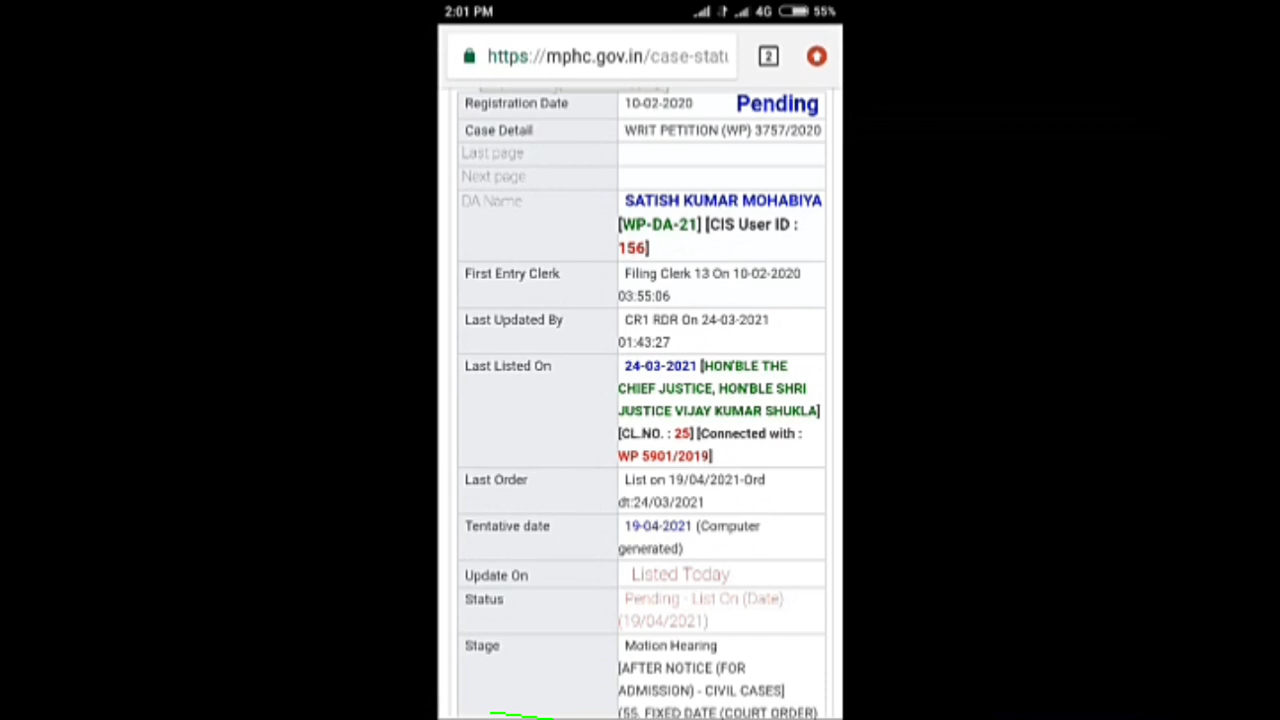 2:01 PM 4G 55%
https://mphc.gov.in/case-statu 2
Registration Date 10-02-2020 Pending
Case Detail WRIT PETITION (WP) 3757/2020
Last page
Next page
DA Name SATISH KUMAR MOHABIYA
[WP-DA-21] [CIS User ID :
156]
First Entry Clerk Filing Clerk 13 On 10-02-2020
03:55:06
Last Updated By CR1 RDR On 24-03-2021
01:43:27
Last Listed On 24-03-2021 [HON'BLE THE
CHIEF JUSTICE, HON'BLE SHRI
JUSTICE VIJAY KUMAR SHUKLA]
[CL.NO. : 25] [Connected with :
WP 5901/2019]
Last Order List on 19/04/2021-Ord
dt:24/03/2021
Tentative date 19-04-2021 (Computer
generated)
Update On Listed Today
Status Pending - List On (Date)
(19/04/2021)
Stage Motion Hearing
[AFTER NOTICE (FOR
ADMISSION) - CIVIL CASES]
(55. FIXED DATE (COURT ORDER)